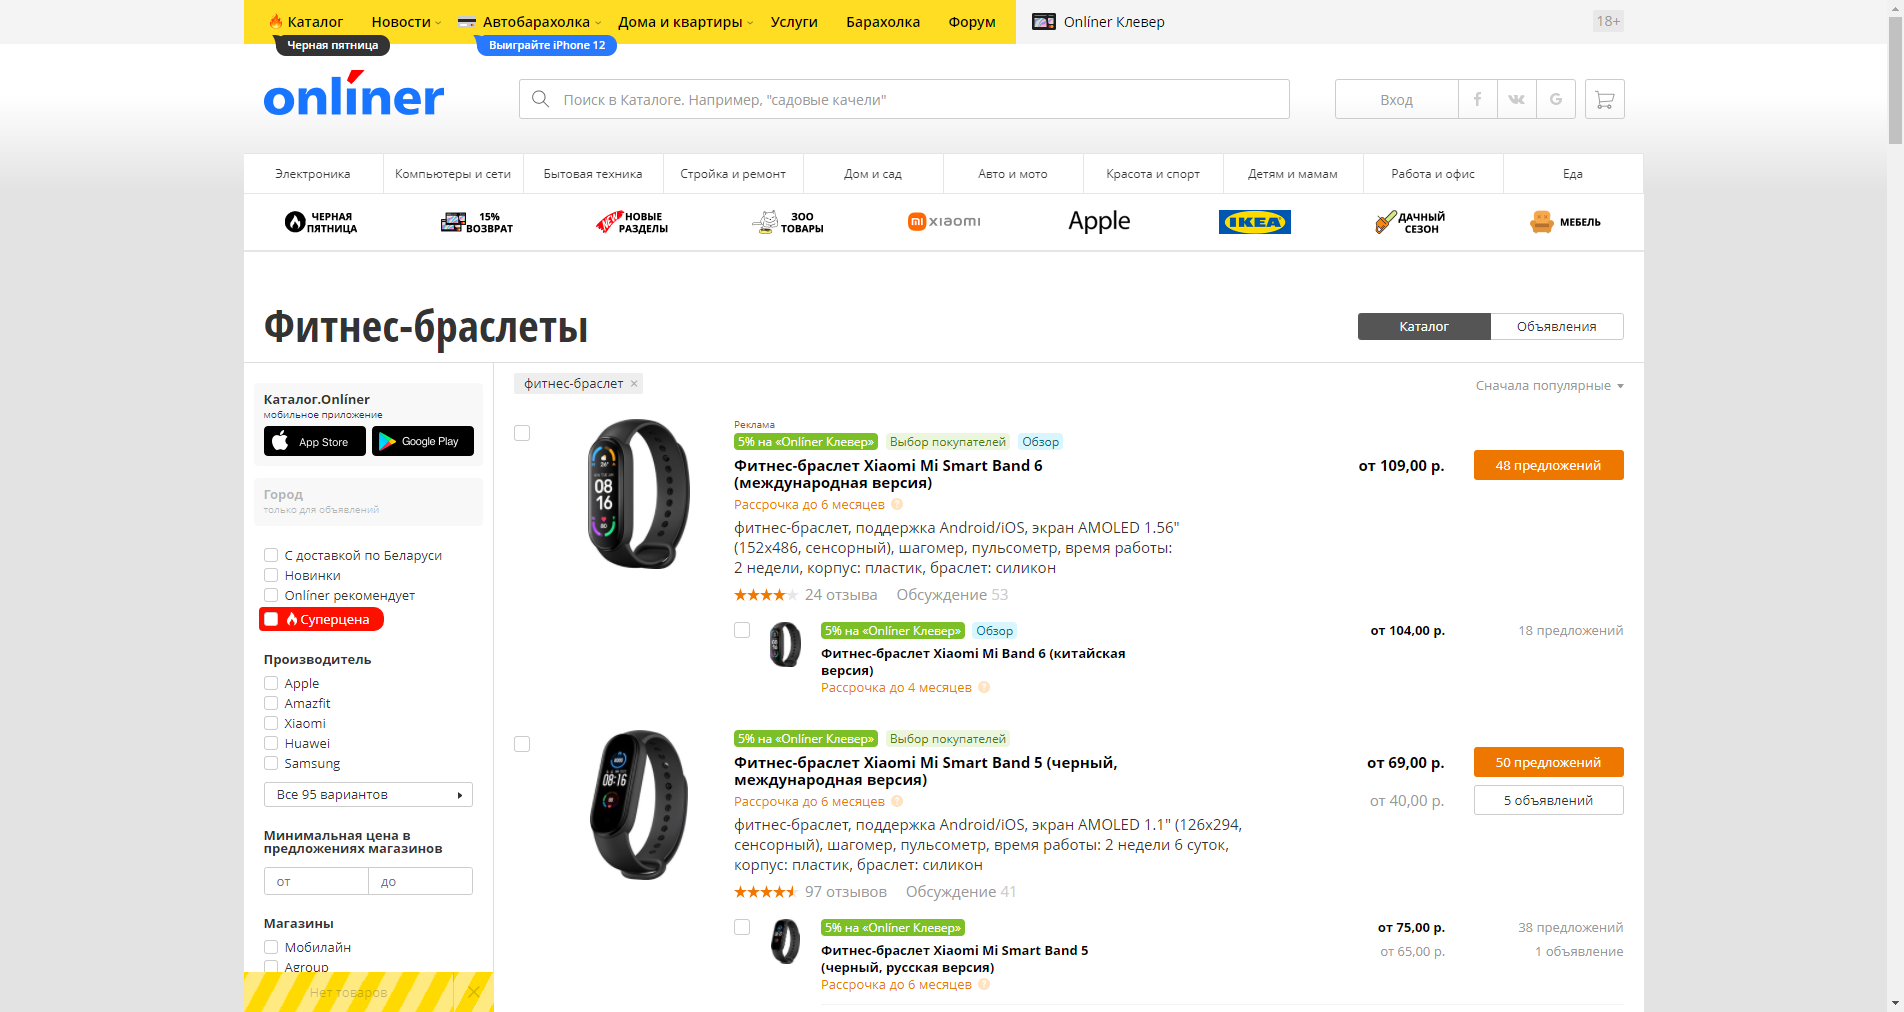 Каталог Новости Автобарахолка Дома и квартиры Услуги Барахолка Форум Onlíner Клевер 18+
Черная пятница Выиграйте iPhone 12
onlíner
Поиск в Каталоге. Например, "садовые качели"
Вход f G
Электроника Компьютеры и сети Бытовая техника Стройка и ремонт Дом и сад Авто и мото Красота и спорт Детям и мамам Работа и офис Еда
ЧЕРНАЯ ПЯТНИЦА
15% ВОЗВРАТ
NEW НОВЫЕ РАЗДЕЛЫ
ЗОО ТОВАРЫ
mi xiaomi
Apple
IKEA
ДАЧНЫЙ СЕЗОН
МЕБЕЛЬ
Фитнес-браслеты
Каталог Объявления
Каталог.Onlíner
мобильное приложение
App Store Google Play
Город
только для объявлений
С доставкой по Беларуси
Новинки
Onlíner рекомендует
Суперцена
Производитель
Apple
Amazfit
Xiaomi
Huawei
Samsung
Все 95 вариантов
Минимальная цена в
предложениях магазинов
от до
Магазины
Мобилайн
Agroup
Нет товаров
фитнес-браслет ×
Сначала популярные
Реклама
5% на «Onlíner Клевер» Выбор покупателей Обзор
Фитнес-браслет Xiaomi Mi Smart Band 6
(международная версия)
от 109,00 р. 48 предложений
Рассрочка до 6 месяцев ?
фитнес-браслет, поддержка Android/iOS, экран AMOLED 1.56"
(152x486, сенсорный), шагомер, пульсометр, время работы:
2 недели, корпус: пластик, браслет: силикон
24 отзыва Обсуждение 53
08
16
5% на «Onlíner Клевер» Обзор
от 104,00 р. 18 предложений
Фитнес-браслет Xiaomi Mi Band 6 (китайская
версия)
Рассрочка до 4 месяцев ?
5% на «Onlíner Клевер» Выбор покупателей
Фитнес-браслет Xiaomi Mi Smart Band 5 (черный,
международная версия)
от 69,00 р. 50 предложений
Рассрочка до 6 месяцев ?
от 40,00 р. 5 объявлений
фитнес-браслет, поддержка Android/iOS, экран AMOLED 1.1" (126x294,
сенсорный), шагомер, пульсометр, время работы: 2 недели 6 суток,
корпус: пластик, браслет: силикон
97 отзывов Обсуждение 41
08:16
5% на «Onlíner Клевер»
от 75,00 р. 38 предложений
Фитнес-браслет Xiaomi Mi Smart Band 5
(черный, русская версия)
от 65,00 р. 1 объявление
Рассрочка до 6 месяцев ?